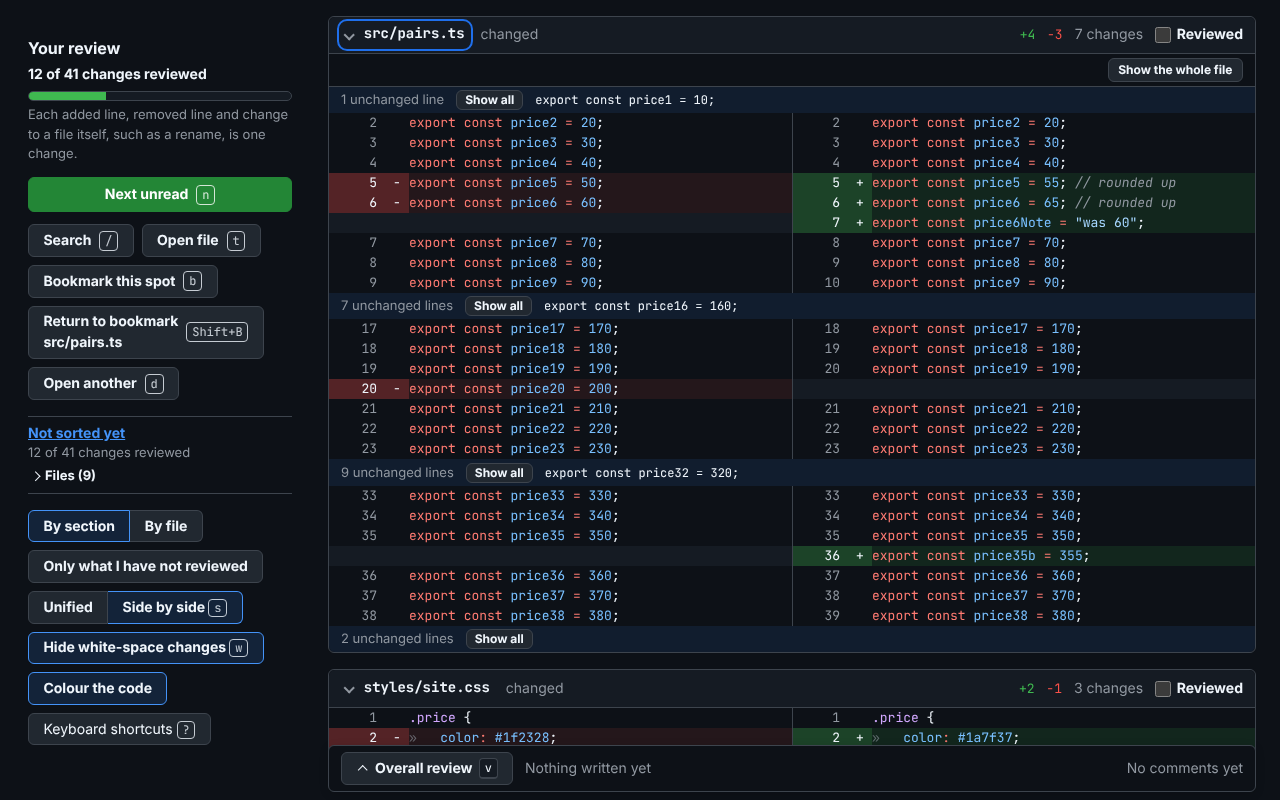 Your review
12 of 41 changes reviewed
Each added line, removed line and change
to a file itself, such as a rename, is one
change.
Next unread n
Search / Open file t
Bookmark this spot b
Return to bookmark
src/pairs.ts Shift+B
Open another d
Not sorted yet
12 of 41 changes reviewed
Files (9)
By section By file
Only what I have not reviewed
Unified Side by side s
Hide white-space changes w
Colour the code
Keyboard shortcuts ?
src/pairs.ts changed +4 -3 7 changes Reviewed
Show the whole file
1 unchanged line Show all export const price1 = 10;
2 export const price2 = 20; 2 export const price2 = 20;
3 export const price3 = 30; 3 export const price3 = 30;
4 export const price4 = 40; 4 export const price4 = 40;
5 - export const price5 = 50; 5 + export const price5 = 55; // rounded up
6 - export const price6 = 60; 6 + export const price6 = 65; // rounded up
7 + export const price6Note = "was 60";
7 export const price7 = 70; 8 export const price7 = 70;
8 export const price8 = 80; 9 export const price8 = 80;
9 export const price9 = 90; 10 export const price9 = 90;
7 unchanged lines Show all export const price16 = 160;
17 export const price17 = 170; 18 export const price17 = 170;
18 export const price18 = 180; 19 export const price18 = 180;
19 export const price19 = 190; 20 export const price19 = 190;
20 - export const price20 = 200;
21 export const price21 = 210; 21 export const price21 = 210;
22 export const price22 = 220; 22 export const price22 = 220;
23 export const price23 = 230; 23 export const price23 = 230;
9 unchanged lines Show all export const price32 = 320;
33 export const price33 = 330; 33 export const price33 = 330;
34 export const price34 = 340; 34 export const price34 = 340;
35 export const price35 = 350; 35 export const price35 = 350;
36 + export const price35b = 355;
36 export const price36 = 360; 37 export const price36 = 360;
37 export const price37 = 370; 38 export const price37 = 370;
38 export const price38 = 380; 39 export const price38 = 380;
2 unchanged lines Show all
styles/site.css changed +2 -1 3 changes Reviewed
1 .price { 1 .price {
2 - » color: #1f2328; 2 + » color: #1a7f37;
Overall review v Nothing written yet No comments yet